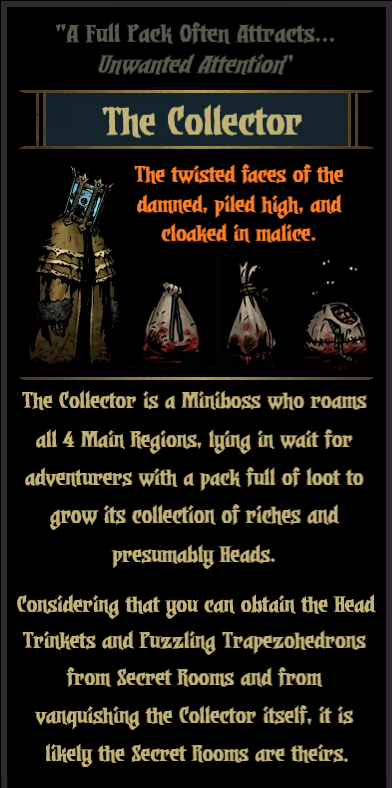 "A Full Pack Often Attracts...
Unwanted Attention"
The Collector
The twisted faces of the
damned, piled high, and
cloaked in malice.
The Collector is a Miniboss who roams
all 4 Main Regions, lying in wait for
adventurers with a pack full of loot to
grow its collection of riches and
presumably Heads.
Considering that you can obtain the Head
Trinkets and Puzzling Trapezohedrons
from Secret Rooms and from
vanquishing the Collector itself, it is
likely the Secret Rooms are theirs.